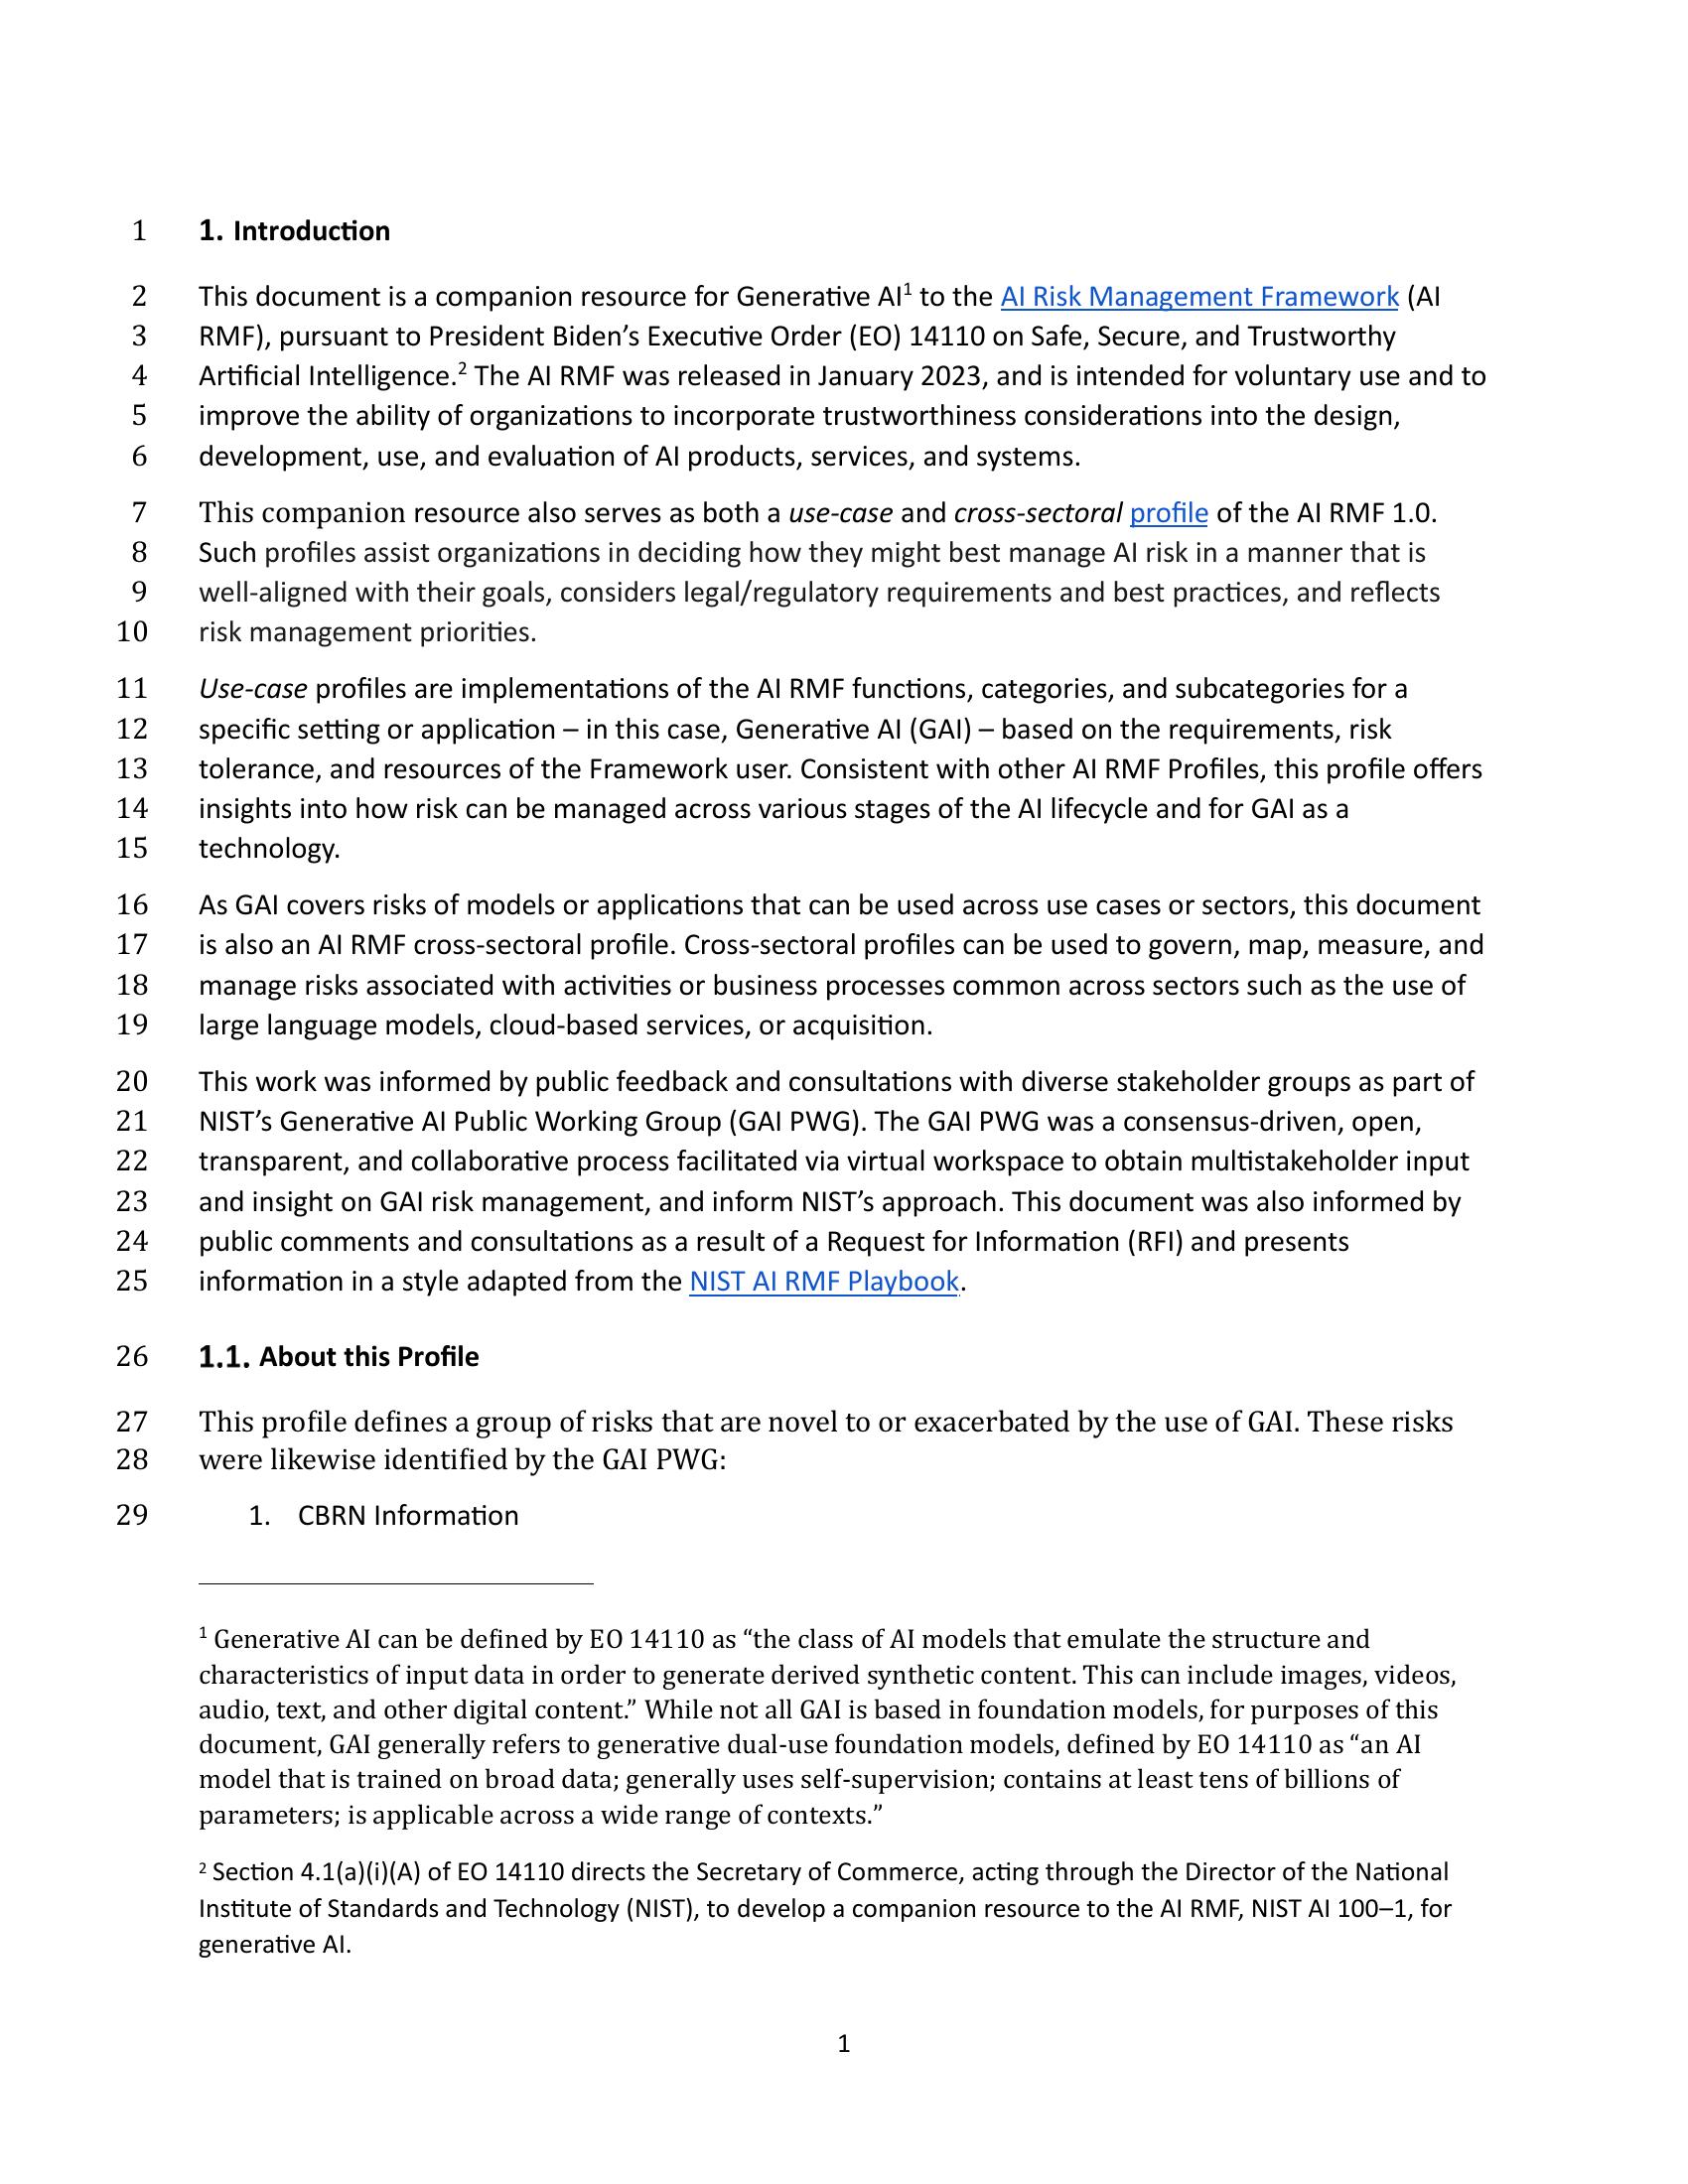 1 1. Introduction
2 This document is a companion resource for Generative AI¹ to the AI Risk Management Framework (AI
3 RMF), pursuant to President Biden’s Executive Order (EO) 14110 on Safe, Secure, and Trustworthy
4 Artificial Intelligence.² The AI RMF was released in January 2023, and is intended for voluntary use and to
5 improve the ability of organizations to incorporate trustworthiness considerations into the design,
6 development, use, and evaluation of AI products, services, and systems.
7 This companion resource also serves as both a use-case and cross-sectoral profile of the AI RMF 1.0.
8 Such profiles assist organizations in deciding how they might best manage AI risk in a manner that is
9 well-aligned with their goals, considers legal/regulatory requirements and best practices, and reflects
10 risk management priorities.
11 Use-case profiles are implementations of the AI RMF functions, categories, and subcategories for a
12 specific setting or application – in this case, Generative AI (GAI) – based on the requirements, risk
13 tolerance, and resources of the Framework user. Consistent with other AI RMF Profiles, this profile offers
14 insights into how risk can be managed across various stages of the AI lifecycle and for GAI as a
15 technology.
16 As GAI covers risks of models or applications that can be used across use cases or sectors, this document
17 is also an AI RMF cross-sectoral profile. Cross-sectoral profiles can be used to govern, map, measure, and
18 manage risks associated with activities or business processes common across sectors such as the use of
19 large language models, cloud-based services, or acquisition.
20 This work was informed by public feedback and consultations with diverse stakeholder groups as part of
21 NIST’s Generative AI Public Working Group (GAI PWG). The GAI PWG was a consensus-driven, open,
22 transparent, and collaborative process facilitated via virtual workspace to obtain multistakeholder input
23 and insight on GAI risk management, and inform NIST’s approach. This document was also informed by
24 public comments and consultations as a result of a Request for Information (RFI) and presents
25 information in a style adapted from the NIST AI RMF Playbook.
26 1.1. About this Profile
27 This profile defines a group of risks that are novel to or exacerbated by the use of GAI. These risks
28 were likewise identified by the GAI PWG:
29 1. CBRN Information
¹ Generative AI can be defined by EO 14110 as “the class of AI models that emulate the structure and
characteristics of input data in order to generate derived synthetic content. This can include images, videos,
audio, text, and other digital content.” While not all GAI is based in foundation models, for purposes of this
document, GAI generally refers to generative dual-use foundation models, defined by EO 14110 as “an AI
model that is trained on broad data; generally uses self-supervision; contains at least tens of billions of
parameters; is applicable across a wide range of contexts.”
² Section 4.1(a)(i)(A) of EO 14110 directs the Secretary of Commerce, acting through the Director of the National
Institute of Standards and Technology (NIST), to develop a companion resource to the AI RMF, NIST AI 100–1, for
generative AI.
1